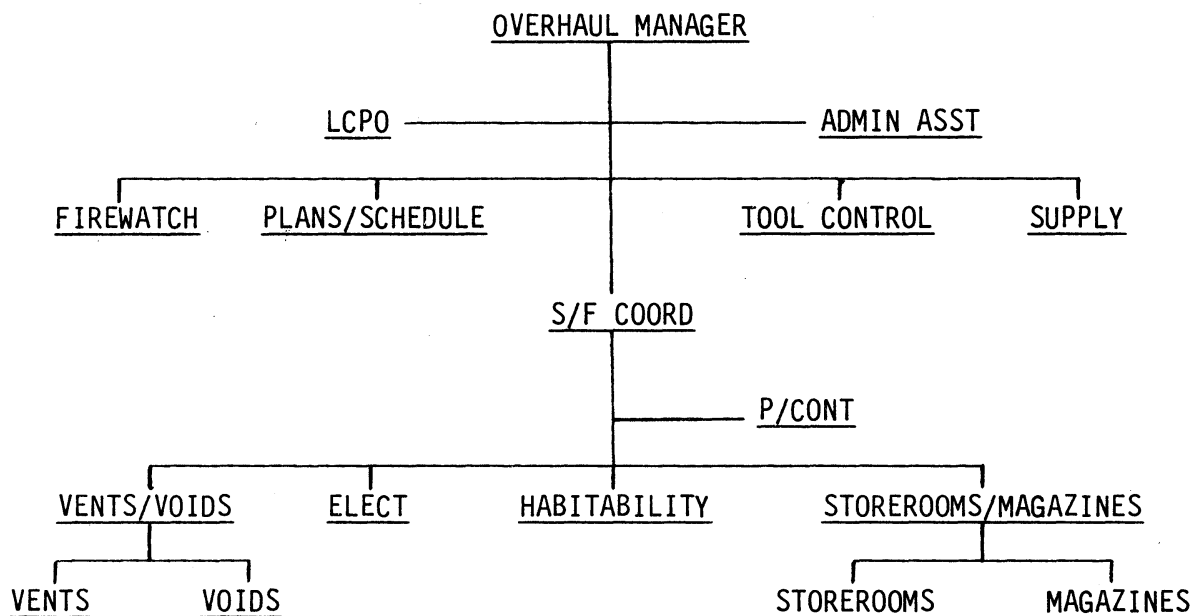 OVERHAUL MANAGER
LCPO ADMIN ASST
FIREWATCH PLANS/SCHEDULE TOOL CONTROL SUPPLY
S/F COORD
P/CONT
VENTS/VOIDS ELECT HABITABILITY STOREROOMS/MAGAZINES
VENTS VOIDS STOREROOMS MAGAZINES